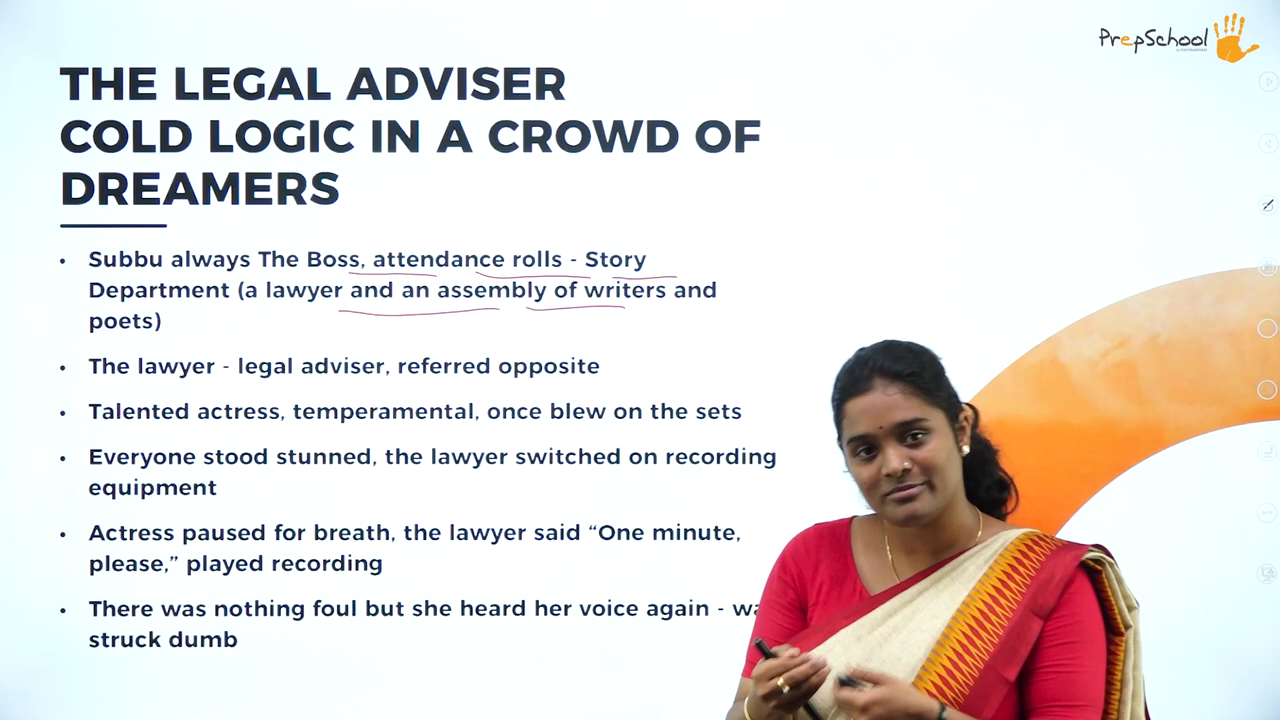 PrepSchool
THE LEGAL ADVISER
COLD LOGIC IN A CROWD OF
DREAMERS
• Subbu always The Boss, attendance rolls - Story
Department (a lawyer and an assembly of writers and
poets)
• The lawyer - legal adviser, referred opposite
• Talented actress, temperamental, once blew on the sets
• Everyone stood stunned, the lawyer switched on recording
equipment
• Actress paused for breath, the lawyer said “One minute,
please,” played recording
• There was nothing foul but she heard her voice again -
struck dumb